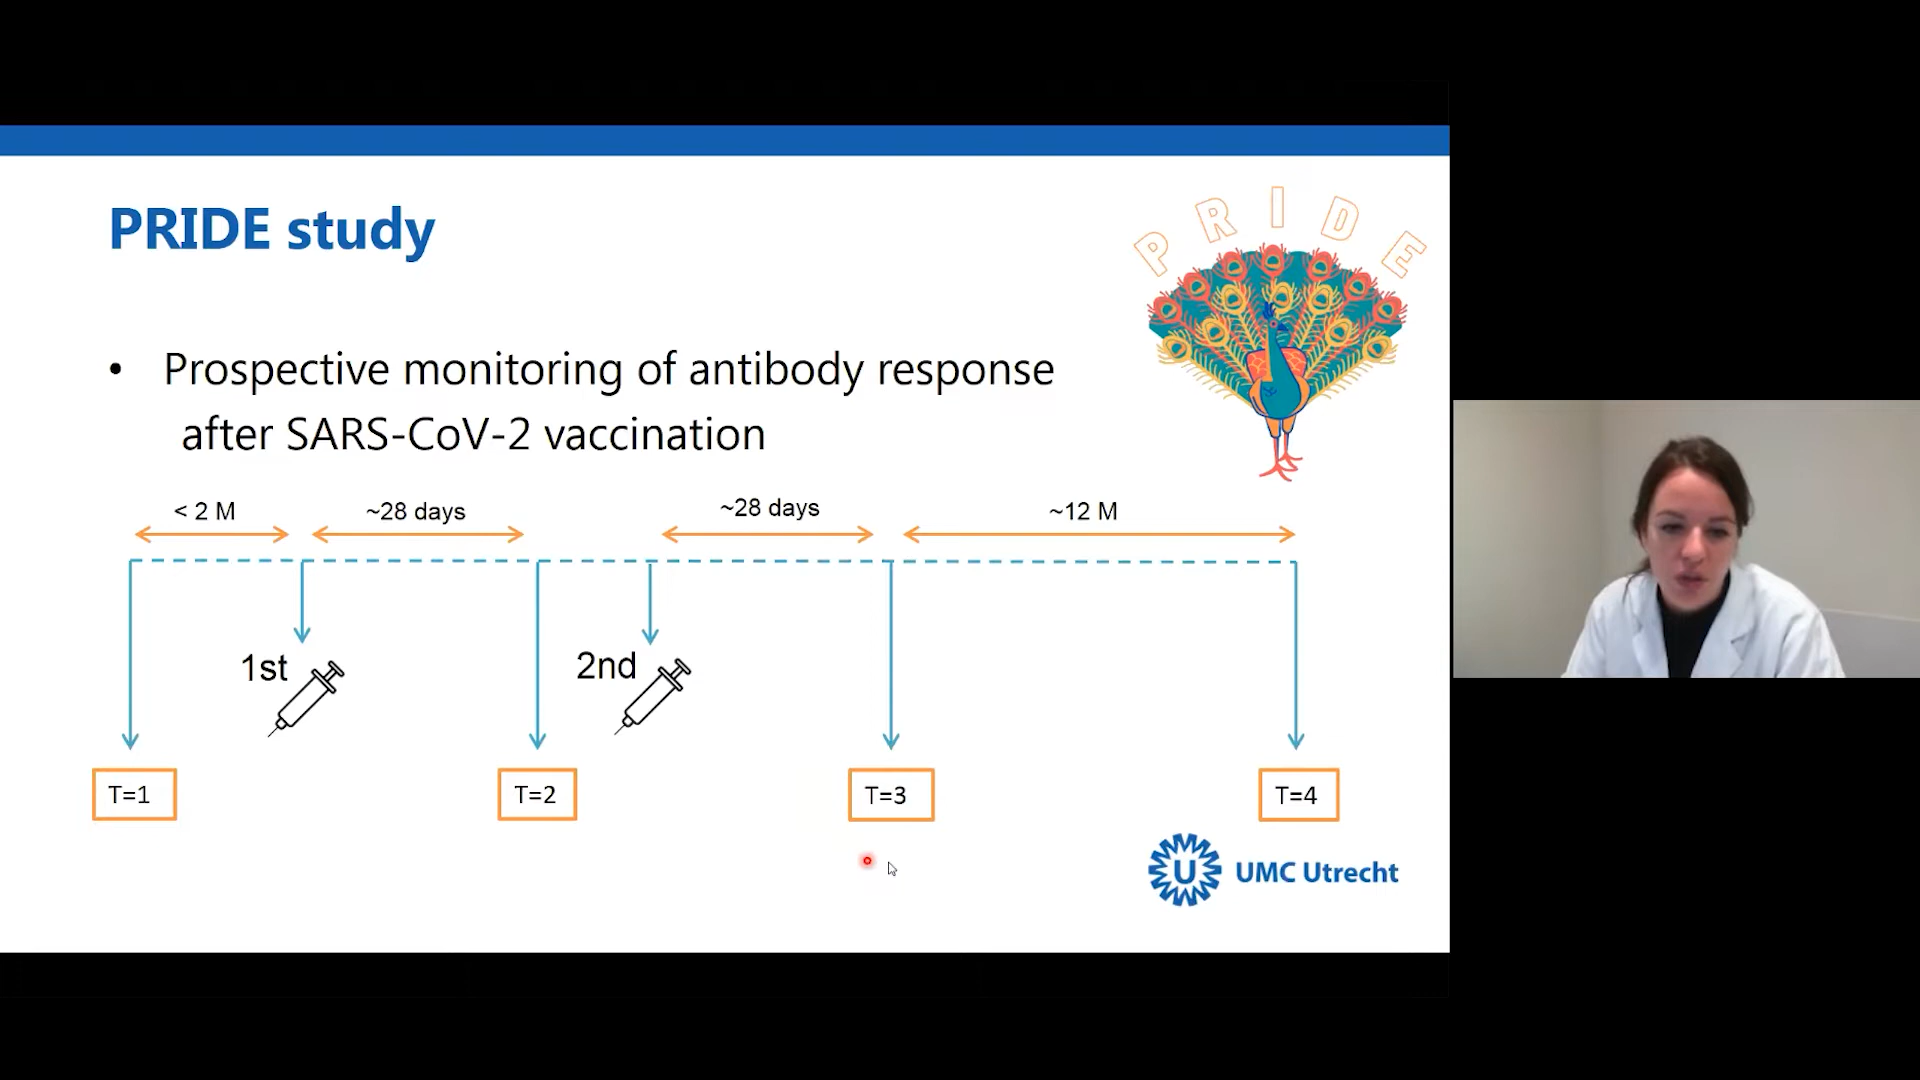 PRIDE
PRIDE study
• Prospective monitoring of antibody response
after SARS-CoV-2 vaccination
< 2 M
~28 days
~28 days
~12 M
1st
2nd
T=1
T=2
T=3
T=4
U
UMC Utrecht